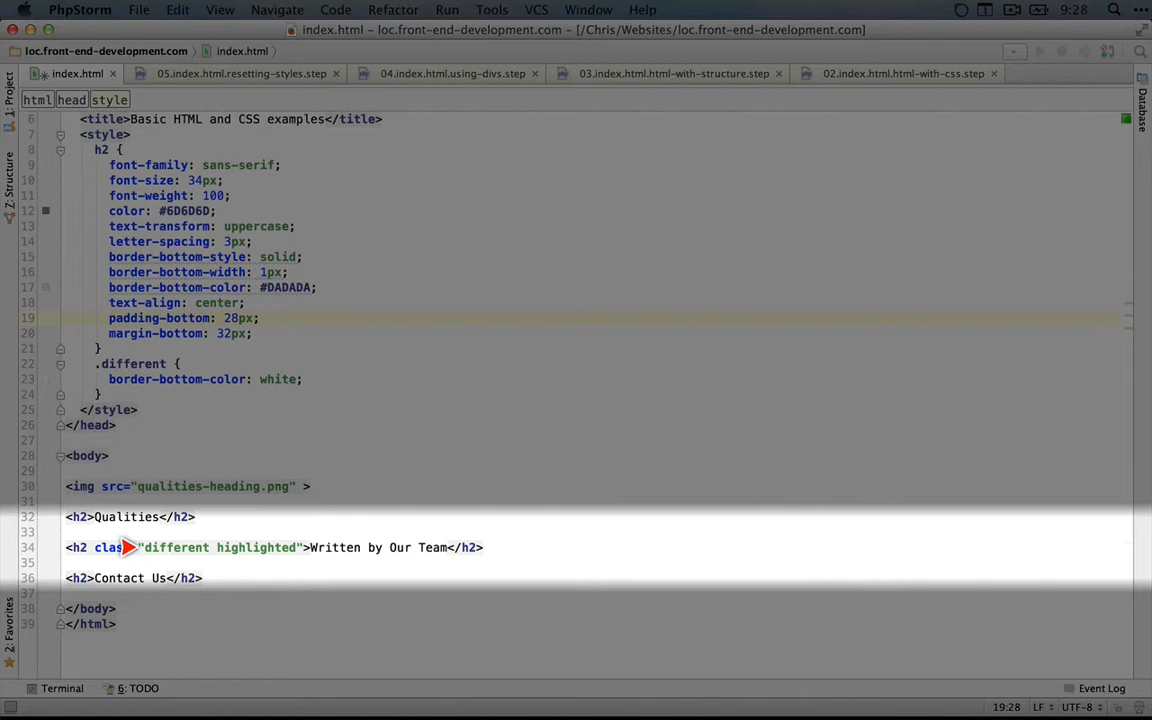 PhpStorm File Edit View Navigate Code Refactor Run Tools VCS Window Help 9:28
index.html – loc.front-end-development.com – [/Chris/Websites/loc.front-end-development.com]
loc.front-end-development.com index.html
index.html 05.index.html.resetting-styles.step 04.index.html.using-divs.step 03.index.html.html-with-structure.step 02.index.html.html-with-css.step
html head style
1: Project
Z: Structure
2: Favorites
Database
6 <title>Basic HTML and CSS examples</title>
7 <style>
8 h2 {
9 font-family: sans-serif;
10 font-size: 34px;
11 font-weight: 100;
12 color: #6D6D6D;
13 text-transform: uppercase;
14 letter-spacing: 3px;
15 border-bottom-style: solid;
16 border-bottom-width: 1px;
17 border-bottom-color: #DADADA;
18 text-align: center;
19 padding-bottom: 28px;
20 margin-bottom: 32px;
21 }
22 .different {
23 border-bottom-color: white;
24 }
25 </style>
26 </head>
27
28 <body>
29
30 <img src="qualities-heading.png" >
31
32 <h2>Qualities</h2>
33
34 <h2 clas "different highlighted">Written by Our Team</h2>
35
36 <h2>Contact Us</h2>
37
38 </body>
39 </html>
Terminal 6: TODO Event Log
19:28 LF UTF-8